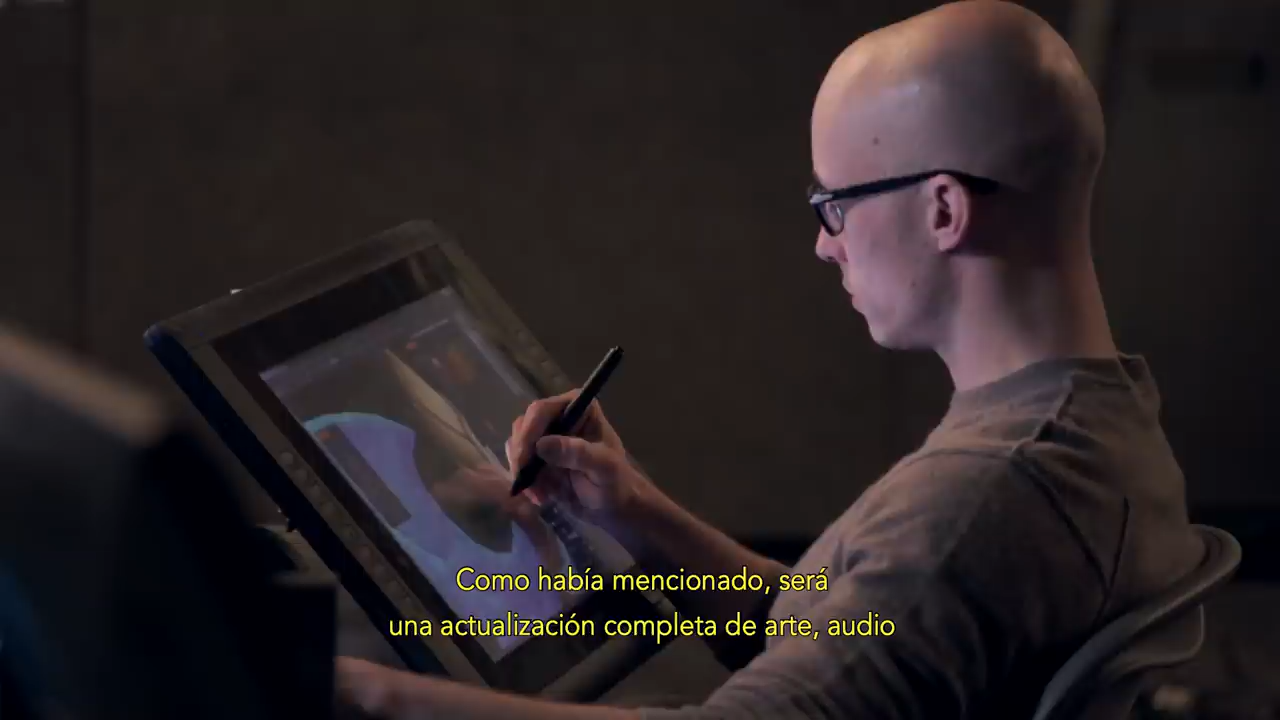 Como había mencionado, será
una actualización completa de arte, audio